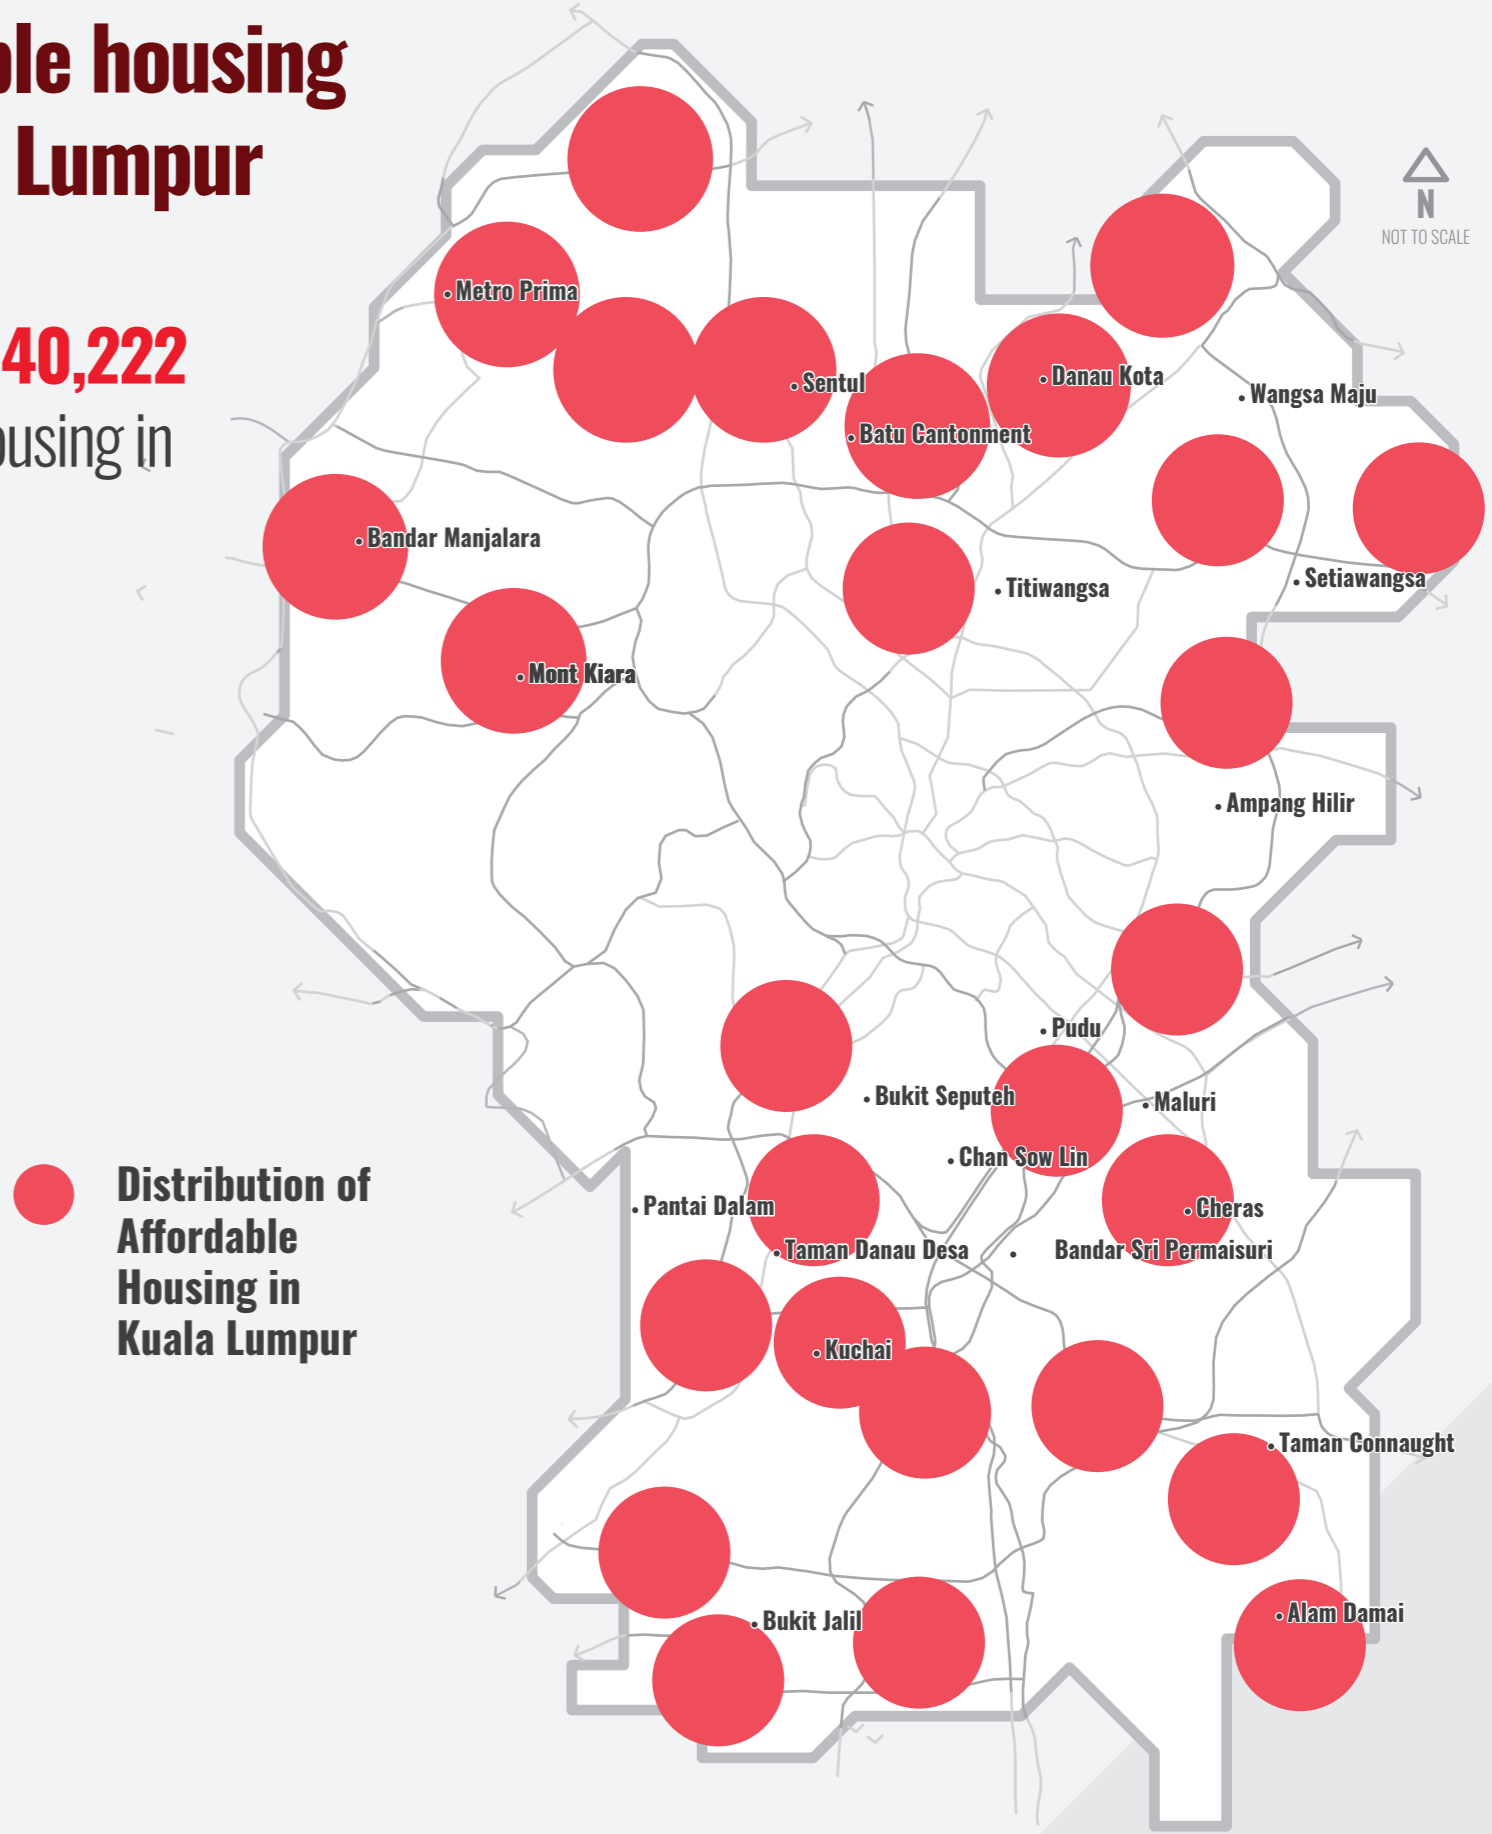 housing
Lumpur
N
NOT TO SCALE
40,222
in
Metro Prima
Sentul
Danau Kota
Wangsa Maju
Batu Cantonment
Bandar Manjalara
Titiwangsa
Setiawangsa
Mont Kiara
Ampang Hilir
Pudu
Bukit Seputeh
Maluri
Chan Sow Lin
Pantai Dalam
Cheras
Taman Danau Desa
Bandar Sri Permaisuri
Kuchai
Taman Connaught
Bukit Jalil
Alam Damai
Distribution of
Affordable
Housing in
Kuala Lumpur